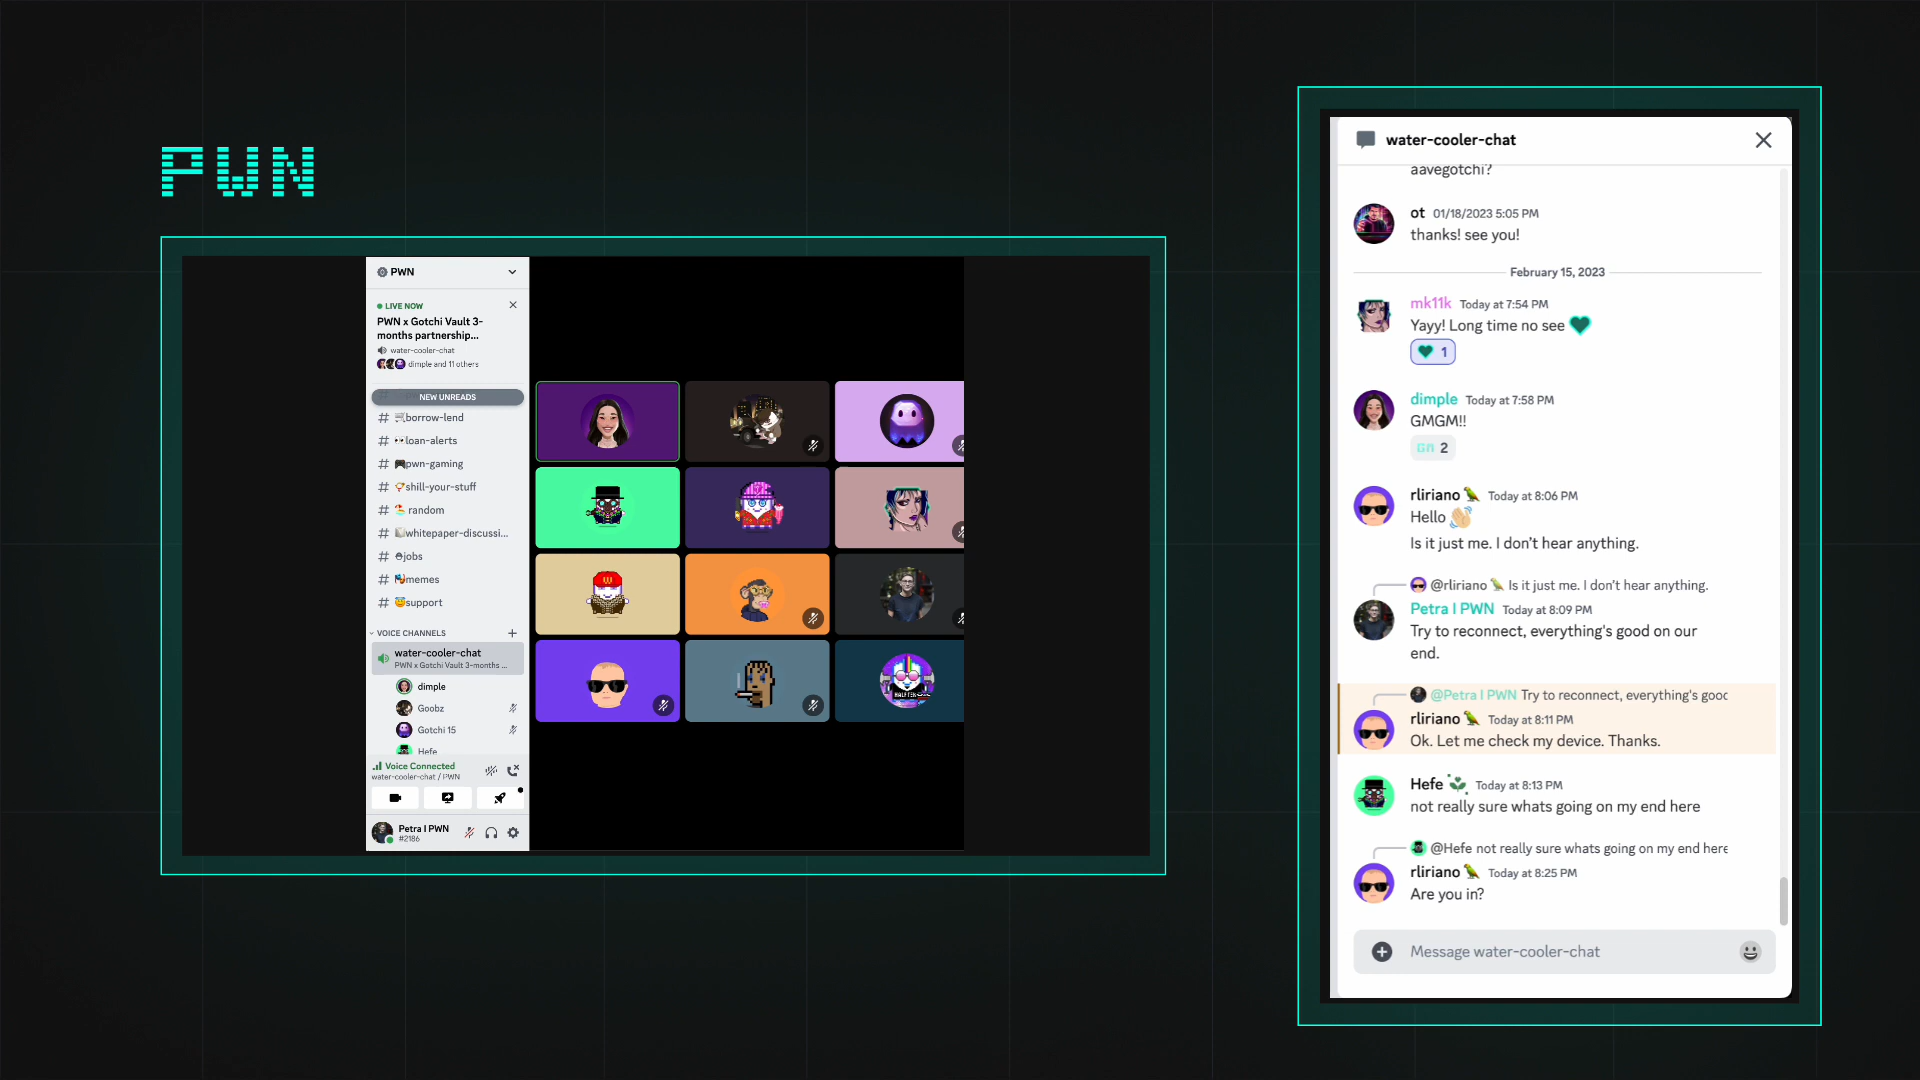 PWN
PWN
LIVE NOW
PWN x Gotchi Vault 3-
months partnership...
water-cooler-chat
dimple and 11 others
NEW UNREADS
# borrow-lend
# loan-alerts
# pwn-gaming
# shill-your-stuff
# random
# whitepaper-discussi...
# jobs
# memes
# support
VOICE CHANNELS
water-cooler-chat
PWN x Gotchi Vault 3-months ...
dimple
Goobz
Gotchi 15
Hefe
Voice Connected
water-cooler-chat / PWN
Petra I PWN
#2186
water-cooler-chat
aavegotchi?
ot 01/18/2023 5:05 PM
thanks! see you!
February 15, 2023
mk11k Today at 7:54 PM
Yayy! Long time no see
1
dimple Today at 7:58 PM
GMGM!!
2
rliriano Today at 8:06 PM
Hello 👋
Is it just me. I don't hear anything.
@rliriano Is it just me. I don't hear anything.
Petra I PWN Today at 8:09 PM
Try to reconnect, everything's good on our
end.
@Petra I PWN Try to reconnect, everything's good
rliriano Today at 8:11 PM
Ok. Let me check my device. Thanks.
Hefe Today at 8:13 PM
not really sure whats going on my end here
@Hefe not really sure whats going on my end here
rliriano Today at 8:25 PM
Are you in?
Message water-cooler-chat